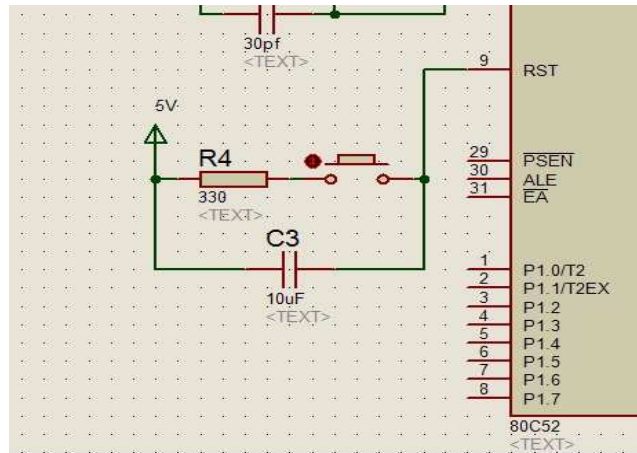 30pf
<TEXT>
9
RST
5V
R4
330
<TEXT>
29
PSEN
30
ALE
31
EA
C3
10uF
<TEXT>
1
P1.0/T2
2
P1.1/T2EX
3
P1.2
4
P1.3
5
P1.4
6
P1.5
7
P1.6
8
P1.7
80C52
<TEXT>